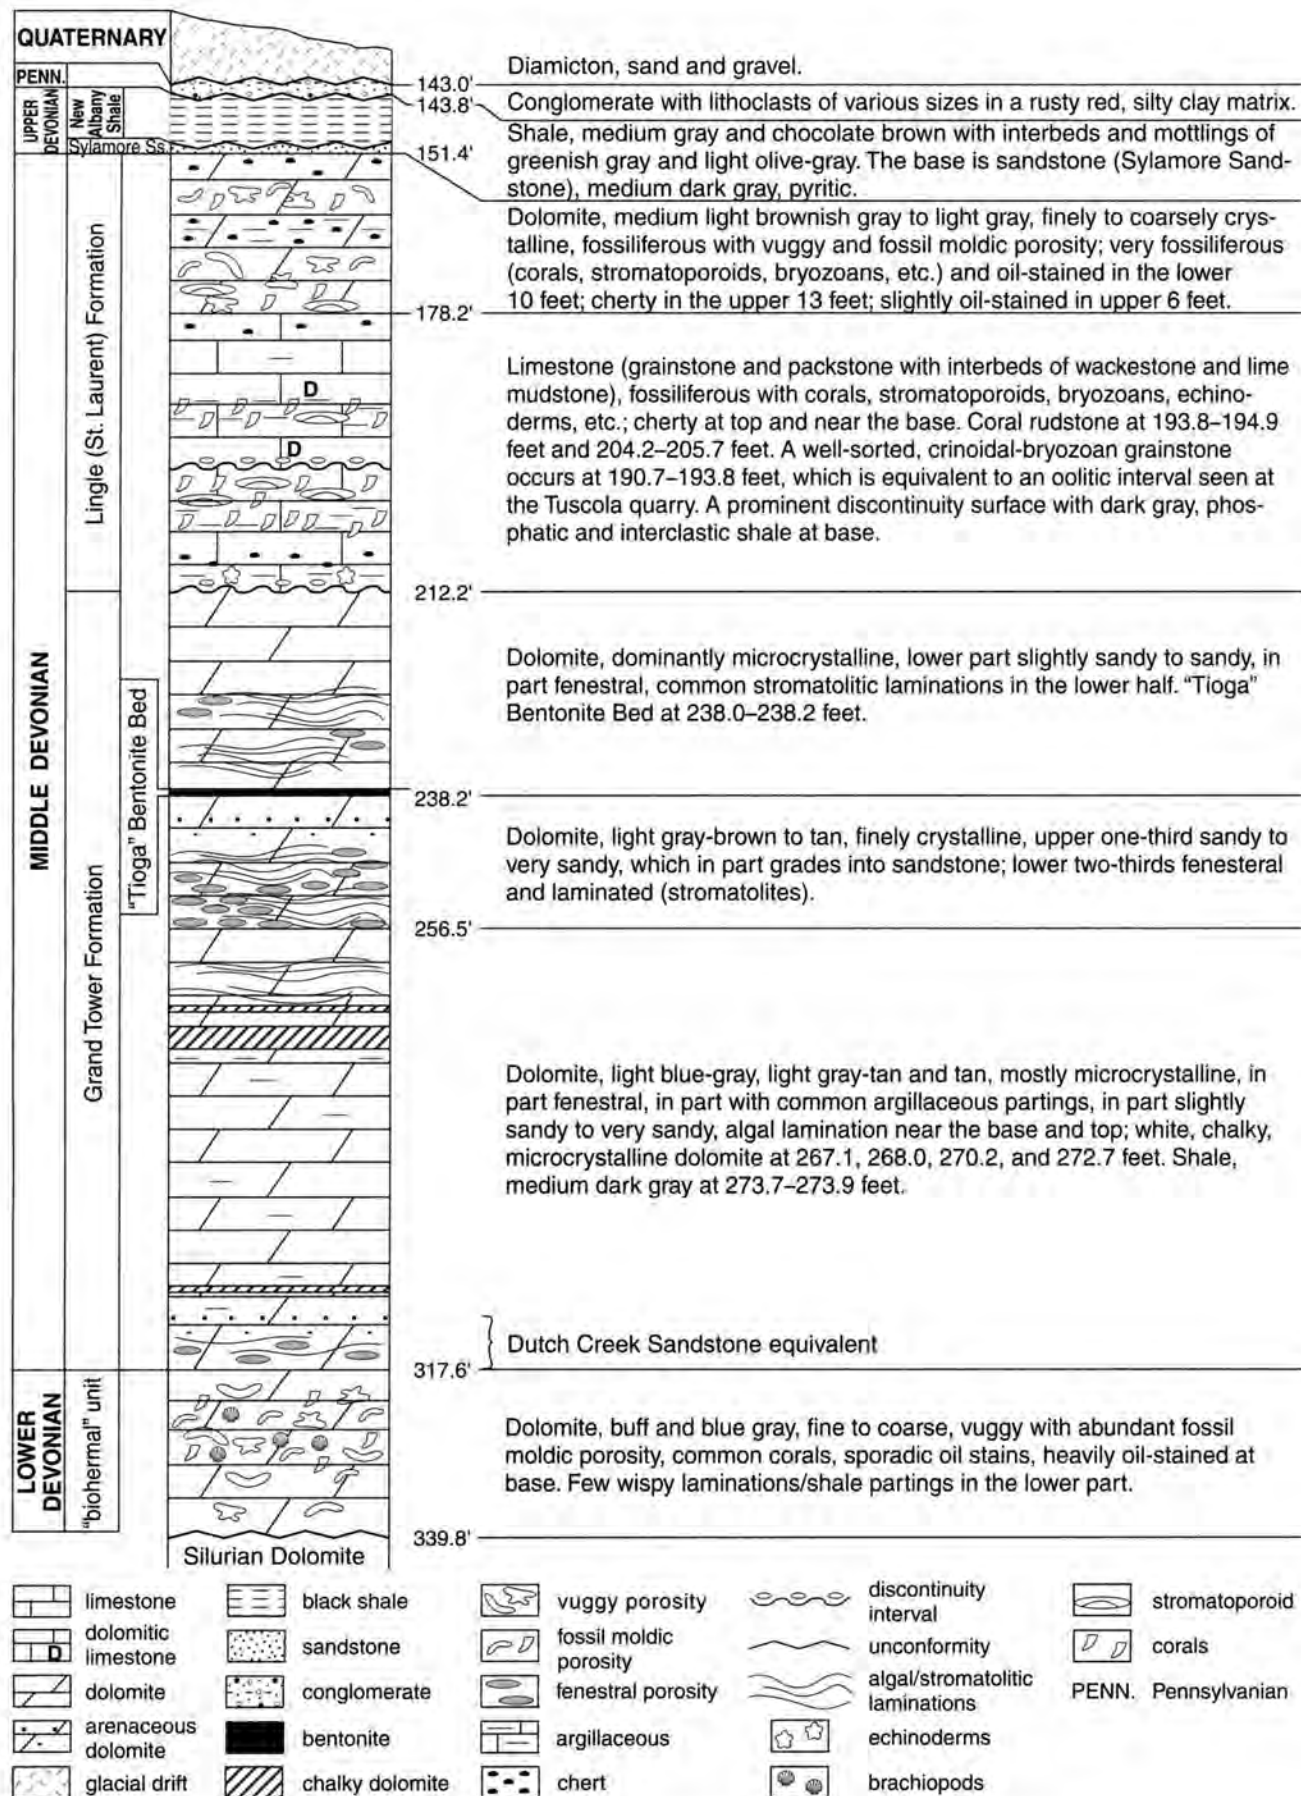 QUATERNARY
PENN.
UPPER
DEVONIAN
New
Albany
Shale
Sylamore Ss.
MIDDLE DEVONIAN
Lingle (St. Laurent) Formation
Grand Tower Formation
"Tioga" Bentonite Bed
LOWER
DEVONIAN
"biohermal" unit
D
D
Silurian Dolomite
143.0'
143.8'
151.4'
178.2'
212.2'
238.2'
256.5'
317.6'
339.8'
Diamicton, sand and gravel.
Conglomerate with lithoclasts of various sizes in a rusty red, silty clay matrix.
Shale, medium gray and chocolate brown with interbeds and mottlings of
greenish gray and light olive-gray. The base is sandstone (Sylamore Sand-
stone), medium dark gray, pyritic.
Dolomite, medium light brownish gray to light gray, finely to coarsely crys-
talline, fossiliferous with vuggy and fossil moldic porosity; very fossiliferous
(corals, stromatoporoids, bryozoans, etc.) and oil-stained in the lower
10 feet; cherty in the upper 13 feet; slightly oil-stained in upper 6 feet.
Limestone (grainstone and packstone with interbeds of wackestone and lime
mudstone), fossiliferous with corals, stromatoporoids, bryozoans, echino-
derms, etc.; cherty at top and near the base. Coral rudstone at 193.8–194.9
feet and 204.2–205.7 feet. A well-sorted, crinoidal-bryozoan grainstone
occurs at 190.7–193.8 feet, which is equivalent to an oolitic interval seen at
the Tuscola quarry. A prominent discontinuity surface with dark gray, phos-
phatic and interclastic shale at base.
Dolomite, dominantly microcrystalline, lower part slightly sandy to sandy, in
part fenestral, common stromatolitic laminations in the lower half. "Tioga"
Bentonite Bed at 238.0–238.2 feet.
Dolomite, light gray-brown to tan, finely crystalline, upper one-third sandy to
very sandy, which in part grades into sandstone; lower two-thirds fenesteral
and laminated (stromatolites).
Dolomite, light blue-gray, light gray-tan and tan, mostly microcrystalline, in
part fenestral, in part with common argillaceous partings, in part slightly
sandy to very sandy, algal lamination near the base and top; white, chalky,
microcrystalline dolomite at 267.1, 268.0, 270.2, and 272.7 feet. Shale,
medium dark gray at 273.7–273.9 feet.
Dutch Creek Sandstone equivalent
Dolomite, buff and blue gray, fine to coarse, vuggy with abundant fossil
moldic porosity, common corals, sporadic oil stains, heavily oil-stained at
base. Few wispy laminations/shale partings in the lower part.
limestone
dolomitic
limestone
D
dolomite
arenaceous
dolomite
glacial drift
black shale
sandstone
conglomerate
bentonite
chalky dolomite
vuggy porosity
fossil moldic
porosity
fenestral porosity
argillaceous
chert
discontinuity
interval
unconformity
algal/stromatolitic
laminations
echinoderms
brachiopods
stromatoporoid
corals
PENN. Pennsylvanian